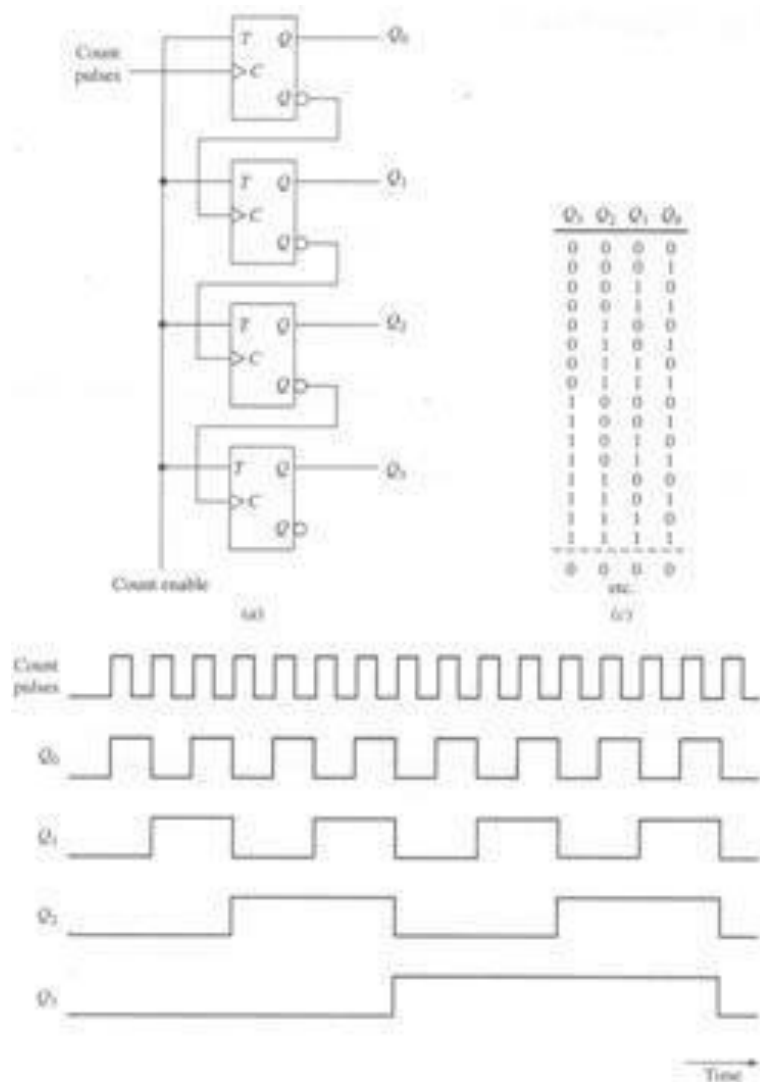 T Q Q₀
Count
pulses
C
Q
T Q Q₁
C
Q
T Q Q₂
C
Q
T Q Q₃
C
Q
Count enable
(a)
Q₃ Q₂ Q₁ Q₀
0 0 0 0
0 0 0 1
0 0 1 0
0 0 1 1
0 1 0 0
0 1 0 1
0 1 1 0
0 1 1 1
1 0 0 0
1 0 0 1
1 0 1 0
1 0 1 1
1 1 0 0
1 1 0 1
1 1 1 0
1 1 1 1
0 0 0 0
etc.
(c)
Count
pulses
Q₀
Q₁
Q₂
Q₃
Time